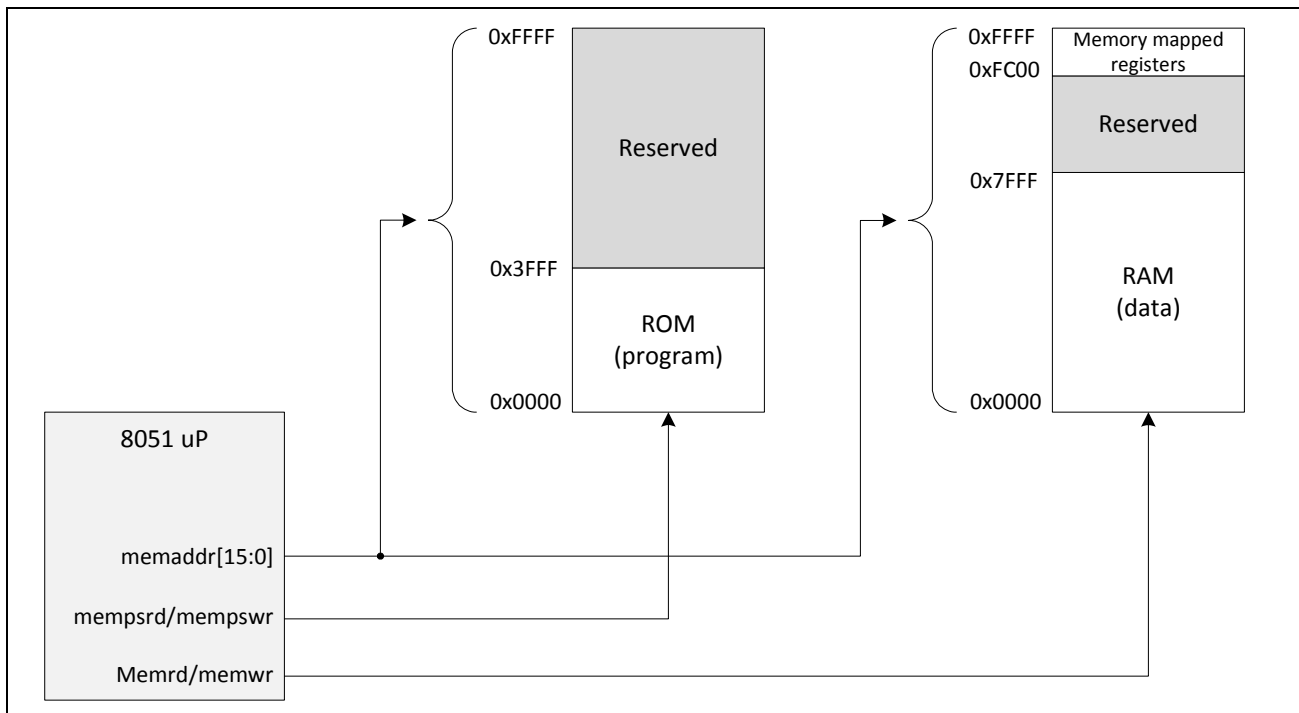 0xFFFF
Reserved
0x3FFF
ROM
(program)
0x0000
0xFFFF
Memory mapped
registers
0xFC00
Reserved
0x7FFF
RAM
(data)
0x0000
8051 uP
memaddr[15:0]
mempsrd/mempswr
Memrd/memwr